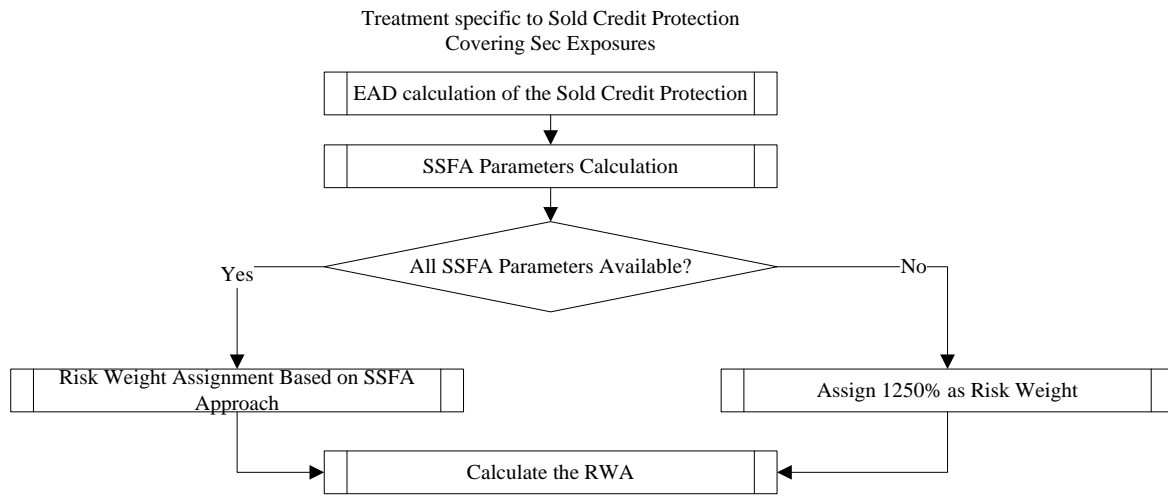 Treatment specific to Sold Credit Protection
Covering Sec Exposures
EAD calculation of the Sold Credit Protection
SSFA Parameters Calculation
All SSFA Parameters Available?
Yes
No
Risk Weight Assignment Based on SSFA
Approach
Assign 1250% as Risk Weight
Calculate the RWA